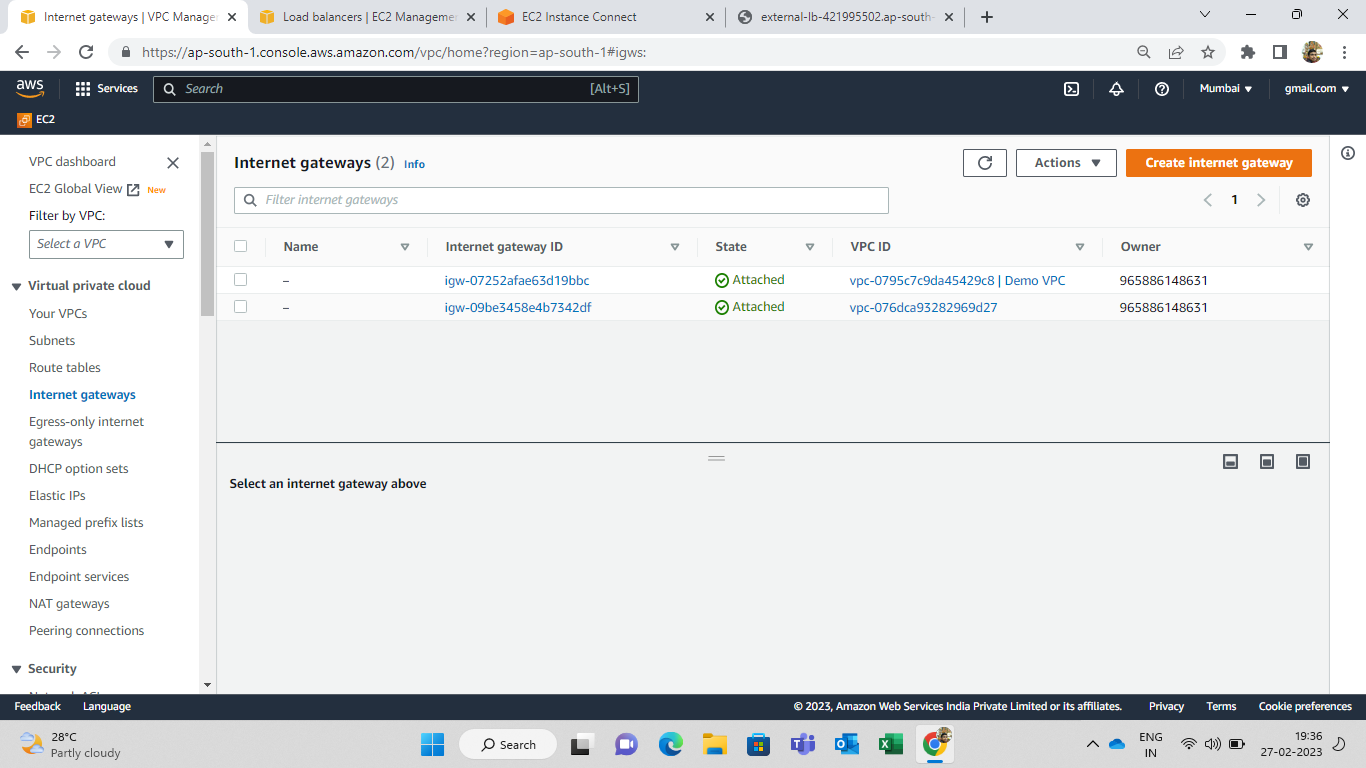 Internet gateways | VPC Manage
Load balancers | EC2 Manageme
EC2 Instance Connect
external-lb-421995502.ap-south-
https://ap-south-1.console.aws.amazon.com/vpc/home?region=ap-south-1#igws:
aws
Services
Search
[Alt+S]
Mumbai
gmail.com
EC2
VPC dashboard
EC2 Global View
New
Filter by VPC:
Select a VPC
Virtual private cloud
Your VPCs
Subnets
Route tables
Internet gateways
Egress-only internet
gateways
DHCP option sets
Elastic IPs
Managed prefix lists
Endpoints
Endpoint services
NAT gateways
Peering connections
Security
Internet gateways (2) Info
Actions
Create internet gateway
Filter internet gateways
1
Name
Internet gateway ID
State
VPC ID
Owner
– igw-07252afae63d19bbc Attached vpc-0795c7c9da45429c8 | Demo VPC 965886148631
– igw-09be3458e4b7342df Attached vpc-076dca93282969d27 965886148631
Select an internet gateway above
Feedback
Language
© 2023, Amazon Web Services India Private Limited or its affiliates.
Privacy
Terms
Cookie preferences
28°C
Partly cloudy
Search
ENG
IN
19:36
27-02-2023